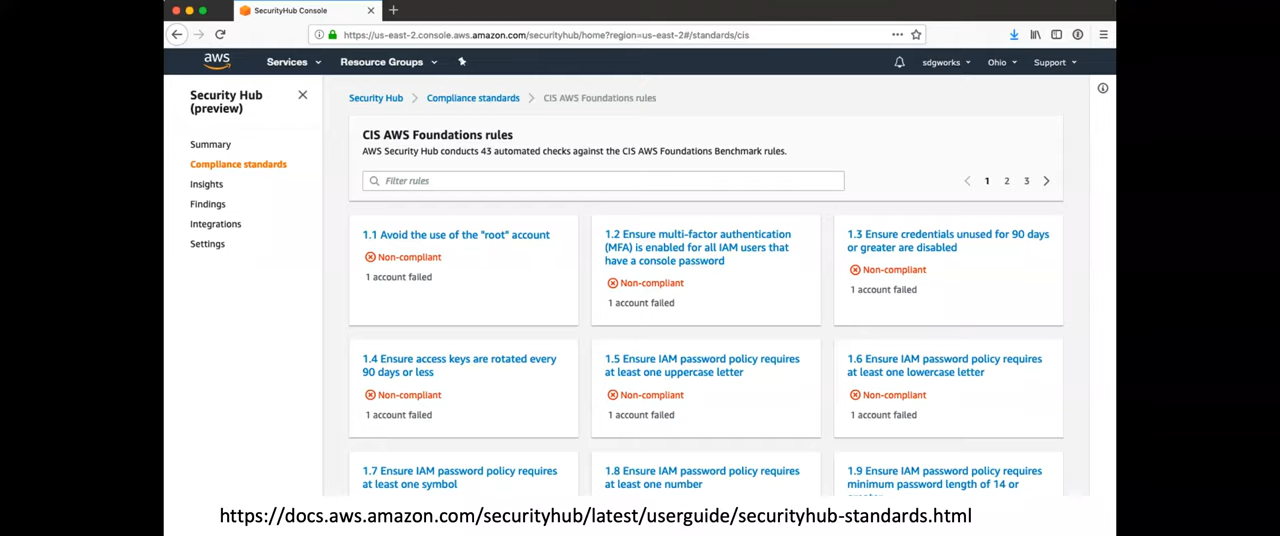 SecurityHub Console
https://us-east-2.console.aws.amazon.com/securityhub/home?region=us-east-2#/standards/cis
aws Services Resource Groups sdgworks Ohio Support
Security Hub
(preview)
Summary
Compliance standards
Insights
Findings
Integrations
Settings
Security Hub > Compliance standards > CIS AWS Foundations rules
CIS AWS Foundations rules
AWS Security Hub conducts 43 automated checks against the CIS AWS Foundations Benchmark rules.
Filter rules
< 1 2 3 >
1.1 Avoid the use of the "root" account
Non-compliant
1 account failed
1.2 Ensure multi-factor authentication
(MFA) is enabled for all IAM users that
have a console password
Non-compliant
1 account failed
1.3 Ensure credentials unused for 90 days
or greater are disabled
Non-compliant
1 account failed
1.4 Ensure access keys are rotated every
90 days or less
Non-compliant
1 account failed
1.5 Ensure IAM password policy requires
at least one uppercase letter
Non-compliant
1 account failed
1.6 Ensure IAM password policy requires
at least one lowercase letter
Non-compliant
1 account failed
1.7 Ensure IAM password policy requires
at least one symbol
1.8 Ensure IAM password policy requires
at least one number
1.9 Ensure IAM password policy requires
minimum password length of 14 or
https://docs.aws.amazon.com/securityhub/latest/userguide/securityhub-standards.html